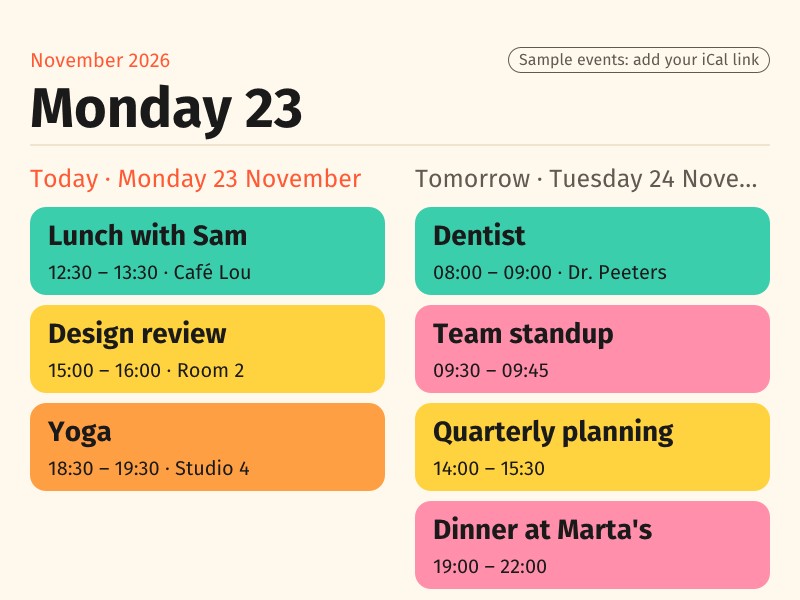 November 2026
Sample events: add your iCal link
Monday 23
Today · Monday 23 November
Lunch with Sam
12:30 – 13:30 · Café Lou
Design review
15:00 – 16:00 · Room 2
Yoga
18:30 – 19:30 · Studio 4
Tomorrow · Tuesday 24 Nove…
Dentist
08:00 – 09:00 · Dr. Peeters
Team standup
09:30 – 09:45
Quarterly planning
14:00 – 15:30
Dinner at Marta's
19:00 – 22:00